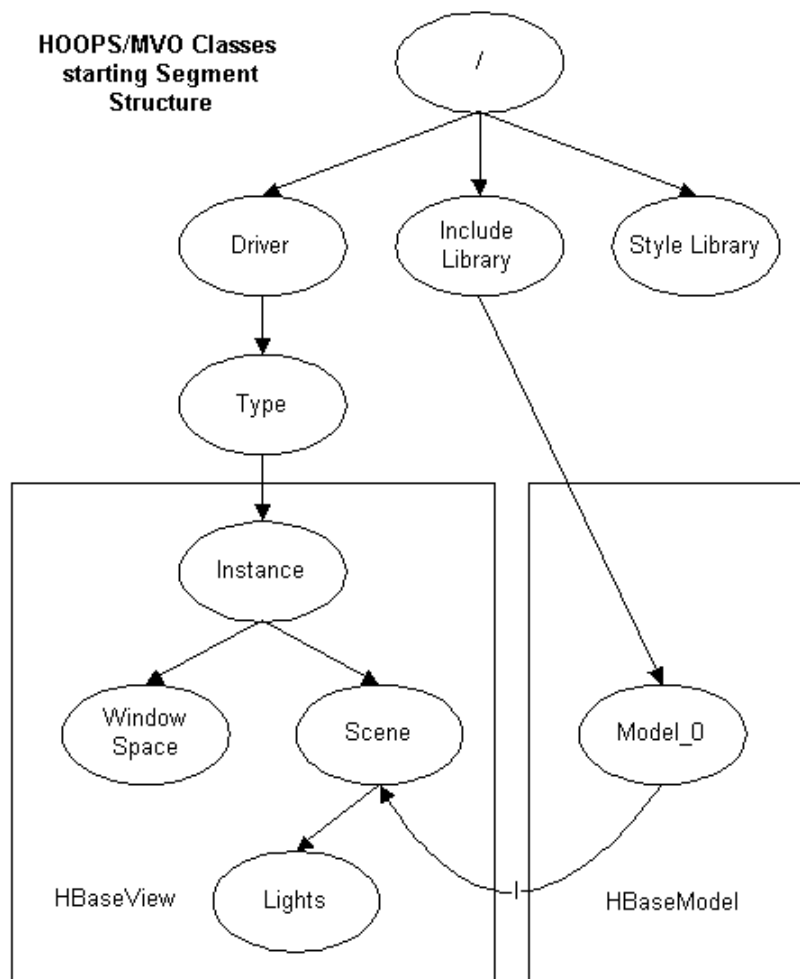 HOOPS/MVO Classes
starting Segment
Structure
/
Driver
Include
Library
Style Library
Type
Instance
Window
Space
Scene
Model_0
Lights
HBaseView
I
HBaseModel